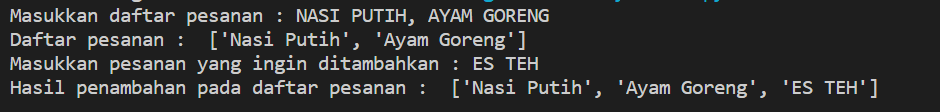 Masukkan daftar pesanan : NASI PUTIH, AYAM GORENG
Daftar pesanan :  ['Nasi Putih', 'Ayam Goreng']
Masukkan pesanan yang ingin ditambahkan : ES TEH
Hasil penambahan pada daftar pesanan :  ['Nasi Putih', 'Ayam Goreng', 'ES TEH']